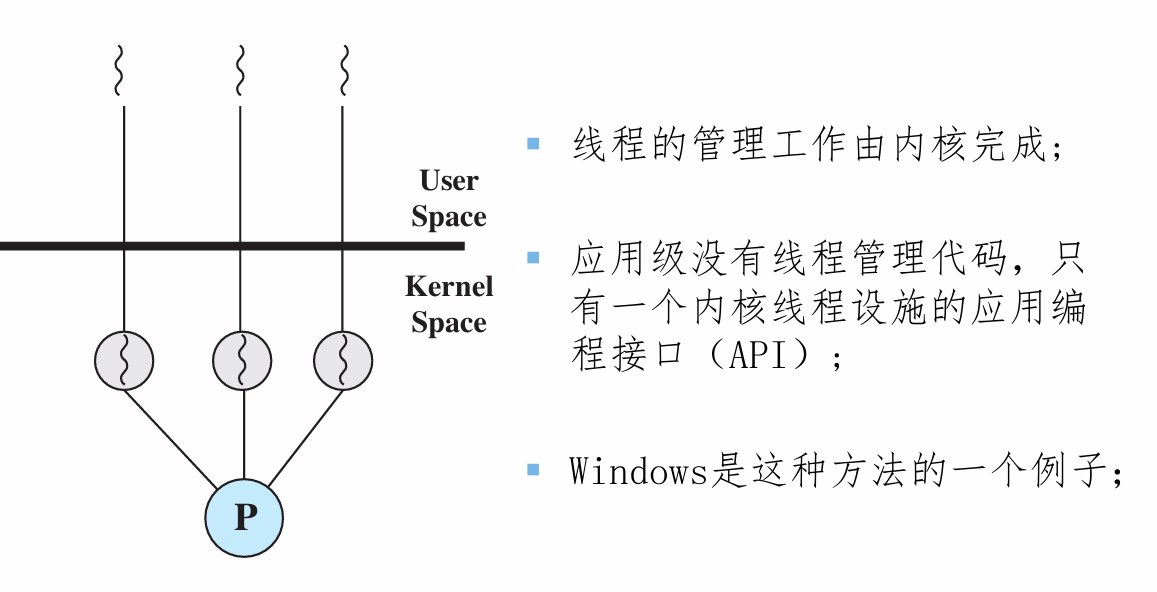 User
Space
Kernel
Space
P
线程的管理工作由内核完成；
应用级没有线程管理代码，只
有一个内核线程设施的应用编
程接口（API）；
Windows是这种方法的一个例子；